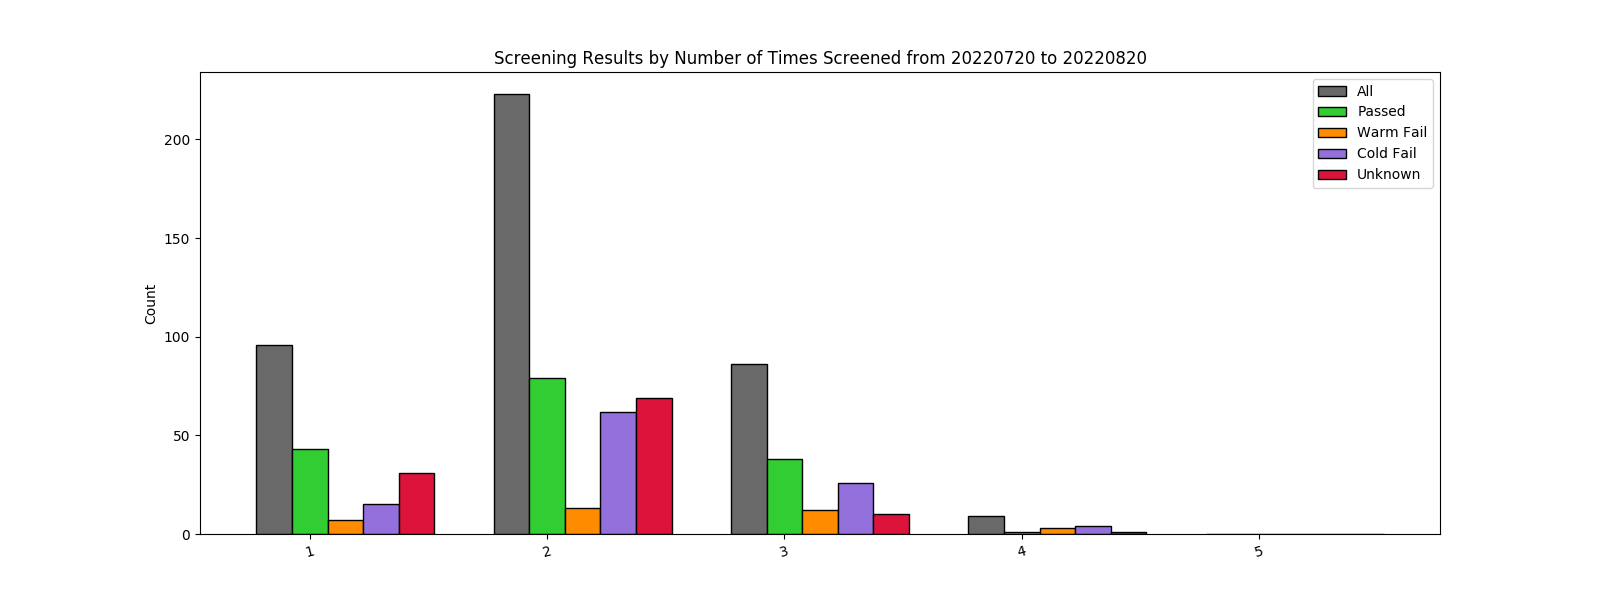 Screening Results by Number of Times Screened from 20220720 to 20220820
All
Passed
Warm Fail
Cold Fail
Unknown
Count
200
150
100
50
0
1 2 3 4 5